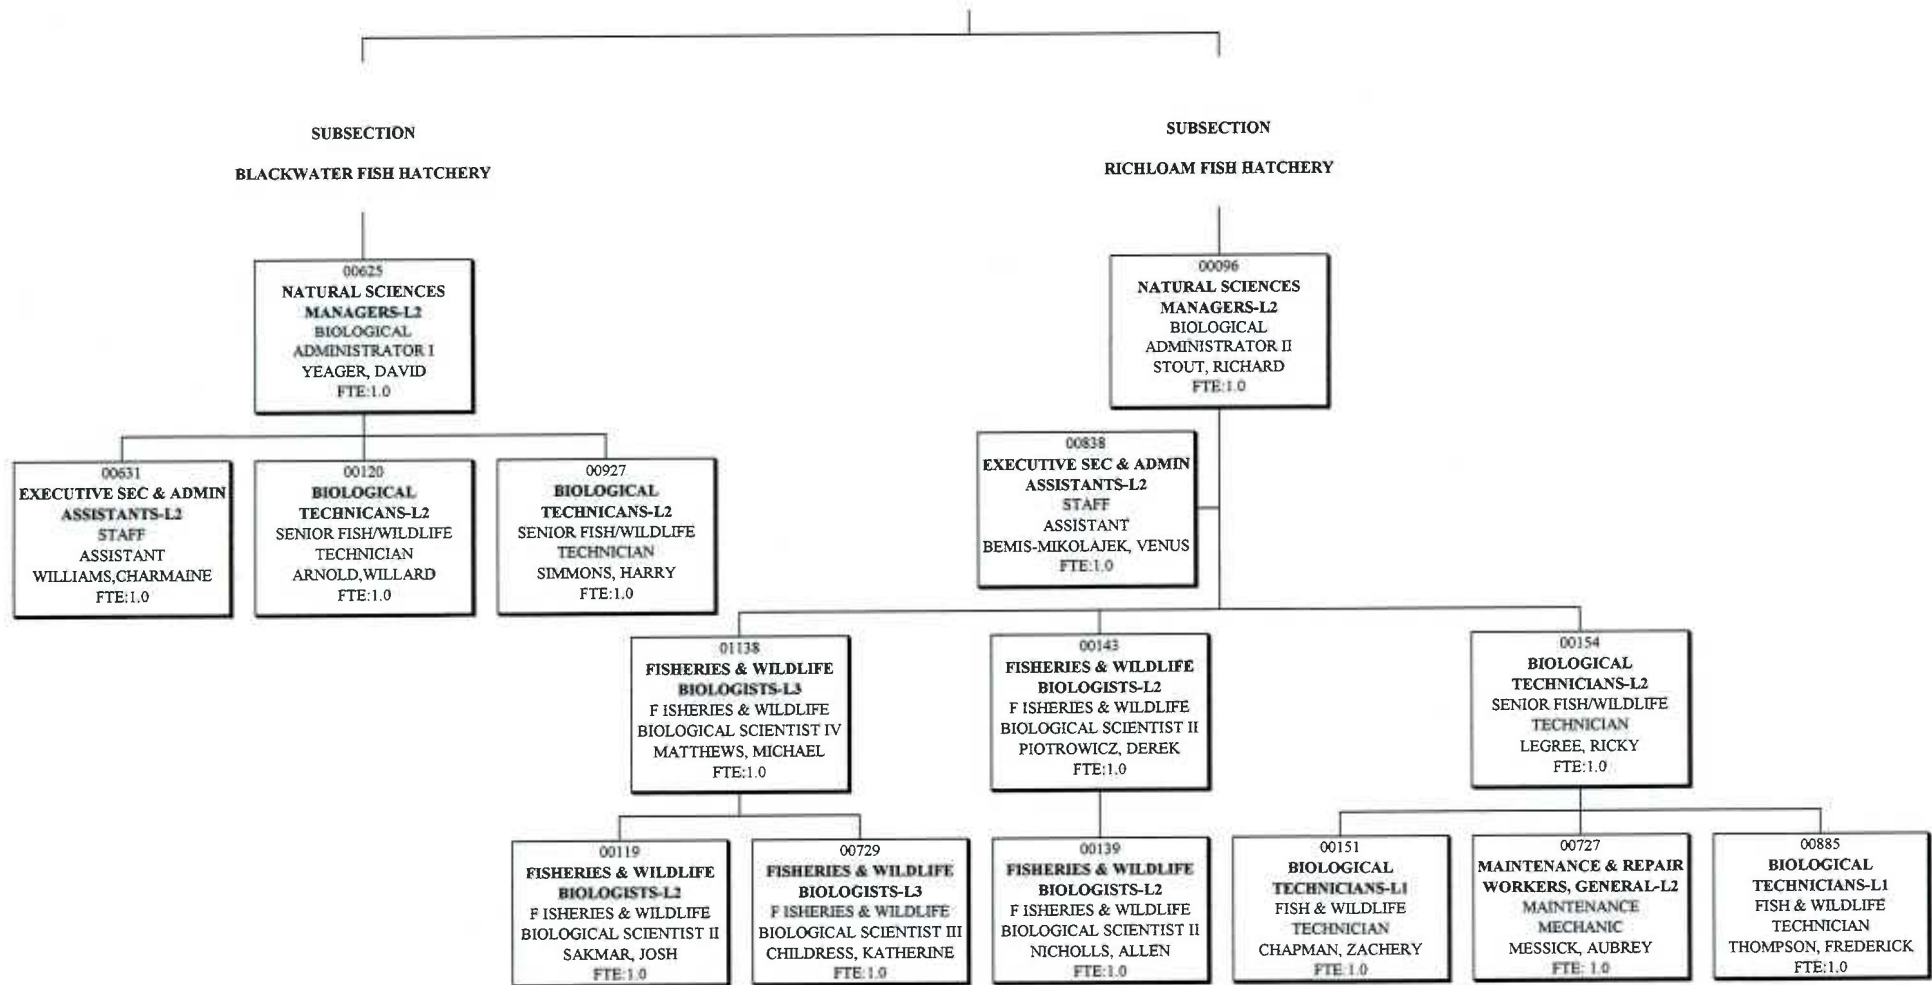 SUBSECTION
BLACKWATER FISH HATCHERY
SUBSECTION
RICHLOAM FISH HATCHERY
00625
NATURAL SCIENCES
MANAGERS-L2
BIOLOGICAL
ADMINISTRATOR I
YEAGER, DAVID
FTE:1.0
00096
NATURAL SCIENCES
MANAGERS-L2
BIOLOGICAL
ADMINISTRATOR II
STOUT, RICHARD
FTE:1.0
00631
EXECUTIVE SEC & ADMIN
ASSISTANTS-L2
STAFF
ASSISTANT
WILLIAMS,CHARMAINE
FTE:1.0
00120
BIOLOGICAL
TECHNICANS-L2
SENIOR FISH/WILDLIFE
TECHNICIAN
ARNOLD,WILLARD
FTE:1.0
00927
BIOLOGICAL
TECHNICANS-L2
SENIOR FISH/WILDLIFE
TECHNICIAN
SIMMONS, HARRY
FTE:1.0
00838
EXECUTIVE SEC & ADMIN
ASSISTANTS-L2
STAFF
ASSISTANT
BEMIS-MIKOLAJEK, VENUS
FTE:1.0
01138
FISHERIES & WILDLIFE
BIOLOGISTS-L3
F ISHERIES & WILDLIFE
BIOLOGICAL SCIENTIST IV
MATTHEWS, MICHAEL
FTE:1.0
00143
FISHERIES & WILDLIFE
BIOLOGISTS-L2
F ISHERIES & WILDLIFE
BIOLOGICAL SCIENTIST II
PIOTROWICZ, DEREK
FTE:1.0
00154
BIOLOGICAL
TECHNICIANS-L2
SENIOR FISH/WILDLIFE
TECHNICIAN
LEGREE, RICKY
FTE:1.0
00119
FISHERIES & WILDLIFE
BIOLOGISTS-L2
F ISHERIES & WILDLIFE
BIOLOGICAL SCIENTIST II
SAKMAR, JOSH
FTE:1.0
00729
FISHERIES & WILDLIFE
BIOLOGISTS-L3
F ISHERIES & WILDLIFE
BIOLOGICAL SCIENTIST III
CHILDRESS, KATHERINE
FTE:1.0
00139
FISHERIES & WILDLIFE
BIOLOGISTS-L2
F ISHERIES & WILDLIFE
BIOLOGICAL SCIENTIST II
NICHOLLS, ALLEN
FTE:1.0
00151
BIOLOGICAL
TECHNICIANS-L1
FISH & WILDLIFE
TECHNICIAN
CHAPMAN, ZACHERY
FTE:1.0
00727
MAINTENANCE & REPAIR
WORKERS, GENERAL-L2
MAINTENANCE
MECHANIC
MESSICK, AUBREY
FTE: 1.0
00885
BIOLOGICAL
TECHNICIANS-L1
FISH & WILDLIFE
TECHNICIAN
THOMPSON, FREDERICK
FTE:1.0